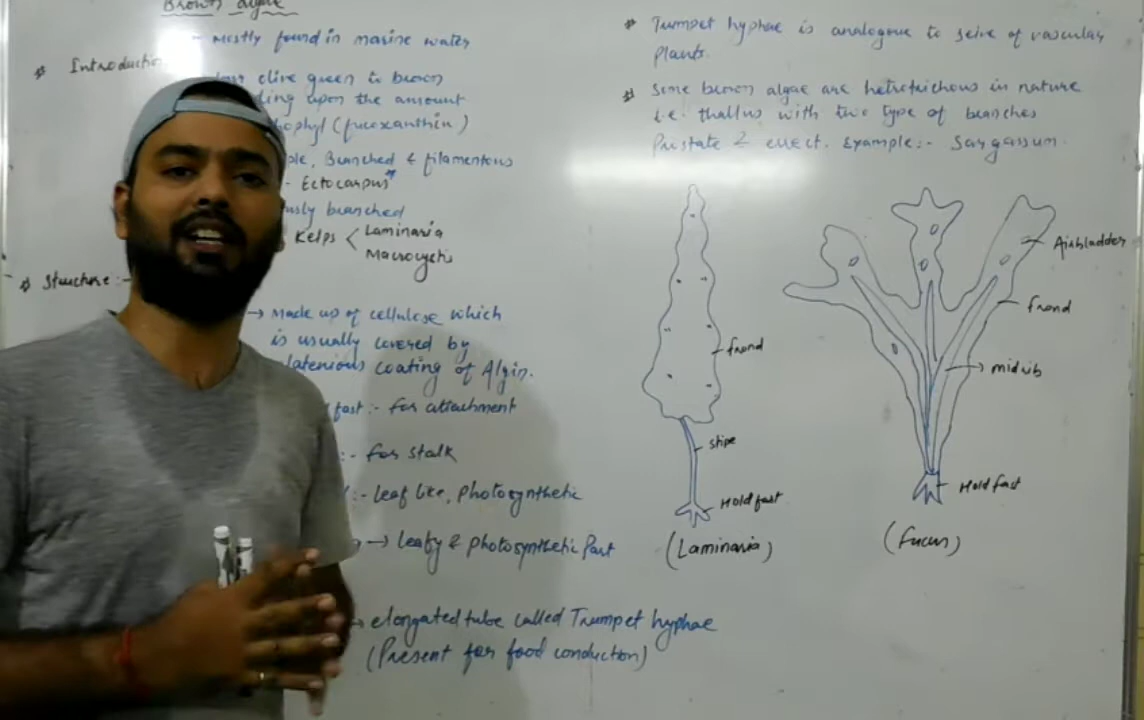 Brown algae
* Introduction
- Mostly found in marine water
olive green to brown
upon the amount
(fucoxanthin)
Branched & filamentous
- Ectocarpus
branched
Kelps < Laminaria
Macrocystis
* Structure :-
→ Made up of cellulose which
is usually covered by
coating of Algin.
fast :- for attachment
:- for stalk
:- leaf like, photosynthetic
→ leafy & photosynthetic Part
→ elongated tube called Trumpet hyphae
(Present for food conduction)
* Trumpet hyphae is analogous to seive of vascular
plants.
* Some brown algae are hetrotrichous in nature
i.e. thallus with two type of branches
Prostate & errect. Example :- Sargassum.
frond
stipe
Hold fast
(Laminaria)
Airbladder
frond
midrib
Hold fast
(fucus)